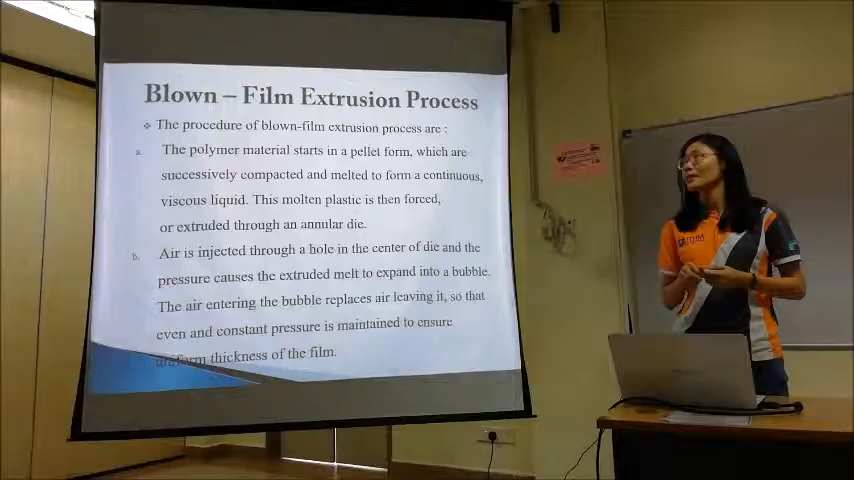 Blown – Film Extrusion Process
❖ The procedure of blown-film extrusion process are :
a. The polymer material starts in a pellet form, which are
successively compacted and melted to form a continuous,
viscous liquid. This molten plastic is then forced,
or extruded through an annular die.
b. Air is injected through a hole in the center of die and the
pressure causes the extruded melt to expand into a bubble.
The air entering the bubble replaces air leaving it, so that
even and constant pressure is maintained to ensure
uniform thickness of the film.